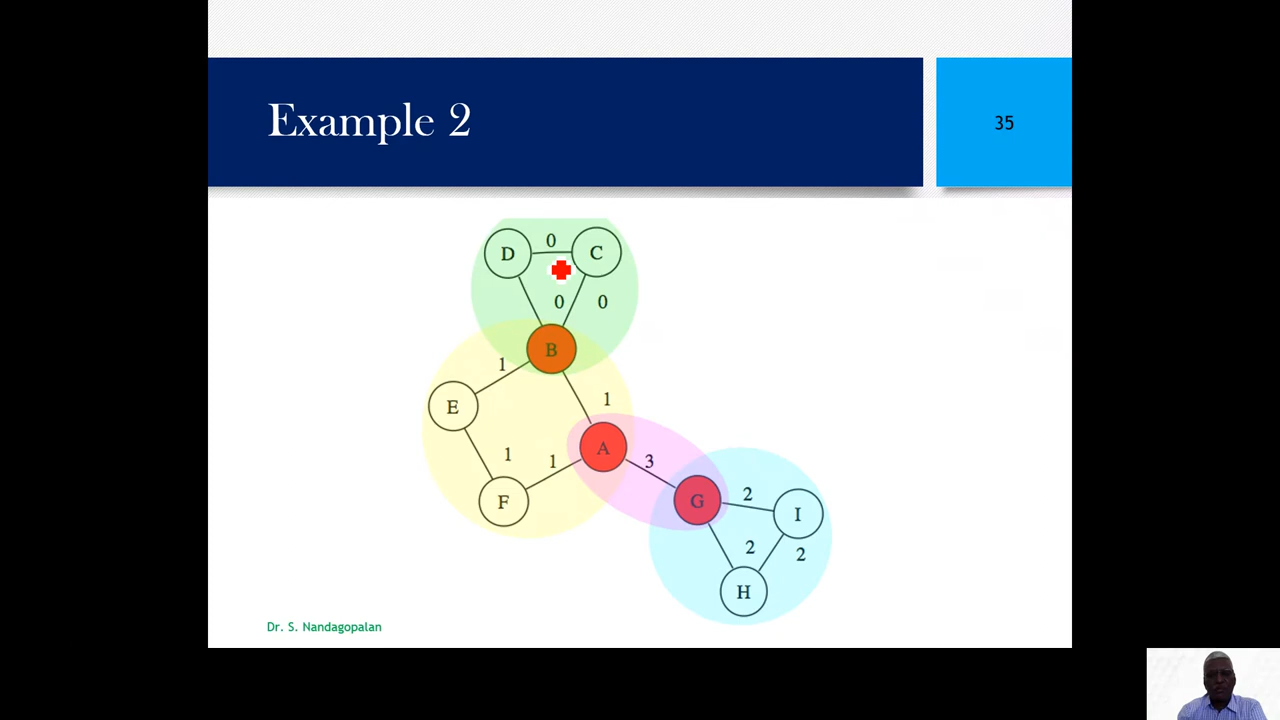 Example 2
35
D 0 C
0 0
B
1
E
1
A
1 1 3
F
G 2 I
2 2
H
Dr. S. Nandagopalan